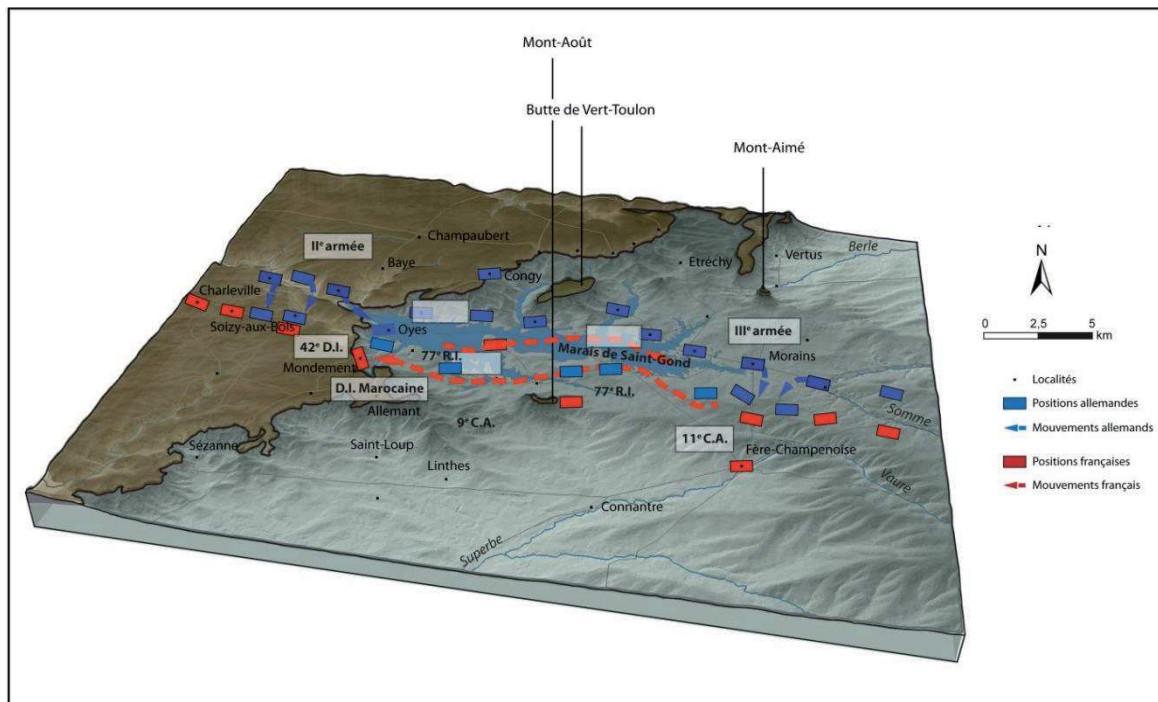 Mont-Août
Butte de Vert-Toulon
Mont-Aimé
IIe armée
Champaubert
Baye
Congy
Etréchy
Vertus
Berle
N
Charleville
Soizy-aux-Bois
Oyes
IIIe armée
0 2,5 5
km
42e D.I.
77e R.I.
Marais de Saint-Gond
Morains
Mondement
D.I. Marocaine
77e R.I.
Somme
Localités
Allemant
9e C.A.
Positions allemandes
Mouvements allemands
Sézanne
Saint-Loup
11e C.A.
Fère-Champenoise
Positions françaises
Linthes
Vaure
Mouvements français
Connantre
Superbe